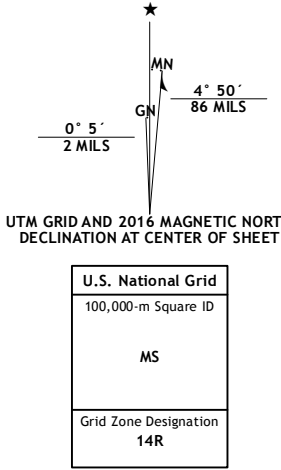 MN
GN
4° 50´
86 MILS
0° 5´
2 MILS
UTM GRID AND 2016 MAGNETIC NORT
DECLINATION AT CENTER OF SHEET
U.S. National Grid
100,000-m Square ID
MS
Grid Zone Designation
14R